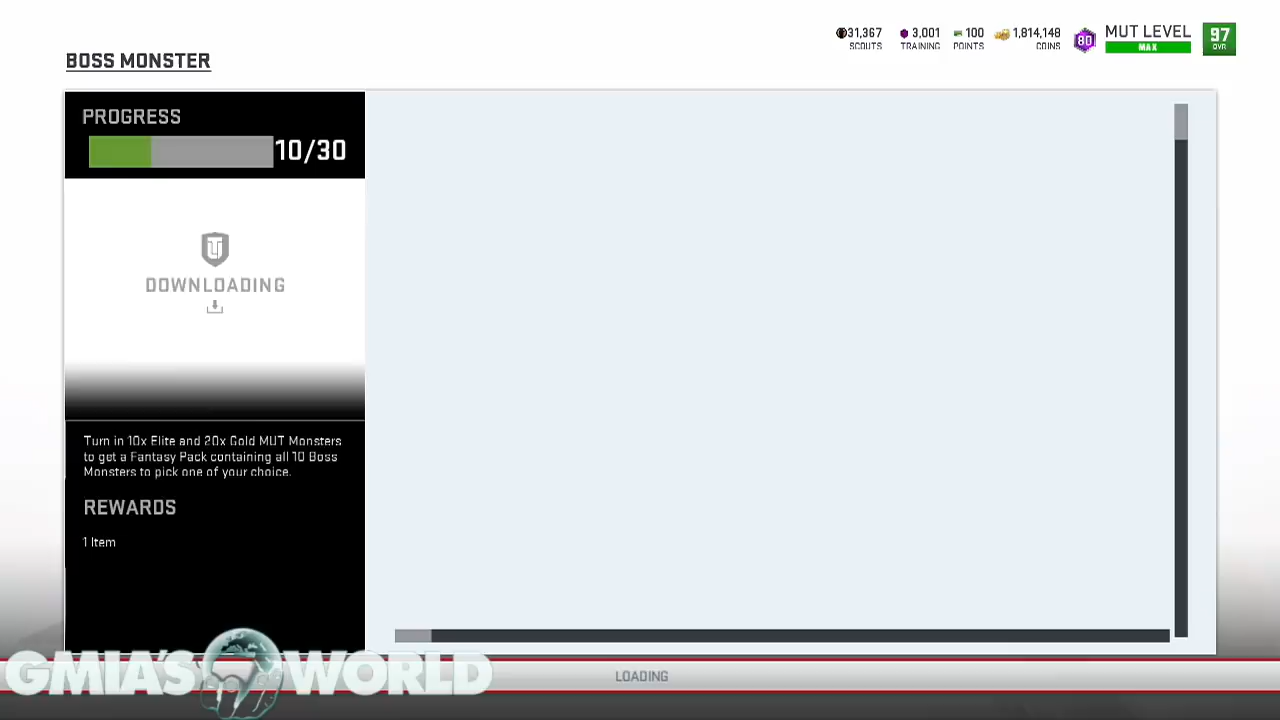 BOSS MONSTER
31,367
SCOUTS
3,001
TRAINING
100
POINTS
1,814,148
COINS
80
MUT LEVEL
MAX
97
OVR
PROGRESS
10/30
DOWNLOADING
Turn in 10x Elite and 20x Gold MUT Monsters
to get a Fantasy Pack containing all 10 Boss
Monsters to pick one of your choice.
REWARDS
1 Item
GMIA'S WORLD
LOADING